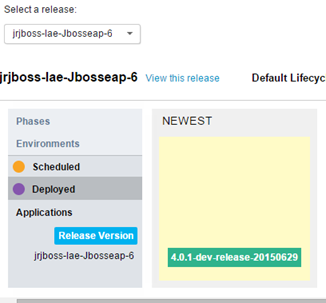 Select a release:
jrjboss-lae-Jbosseap-6
jrjboss-lae-Jbosseap-6 View this release Default Lifecyc
Phases
Environments
Scheduled
Deployed
Applications
Release Version
jrjboss-lae-Jbosseap-6
NEWEST
4.0.1-dev-release-20150629